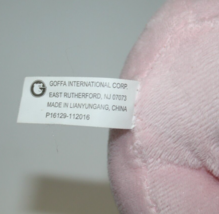 GOFFA INTERNATIONAL CORP
EAST RUTHERFORD, NJ 07073
MADE IN LIANYUNGANG, CHINA
P16129-112016